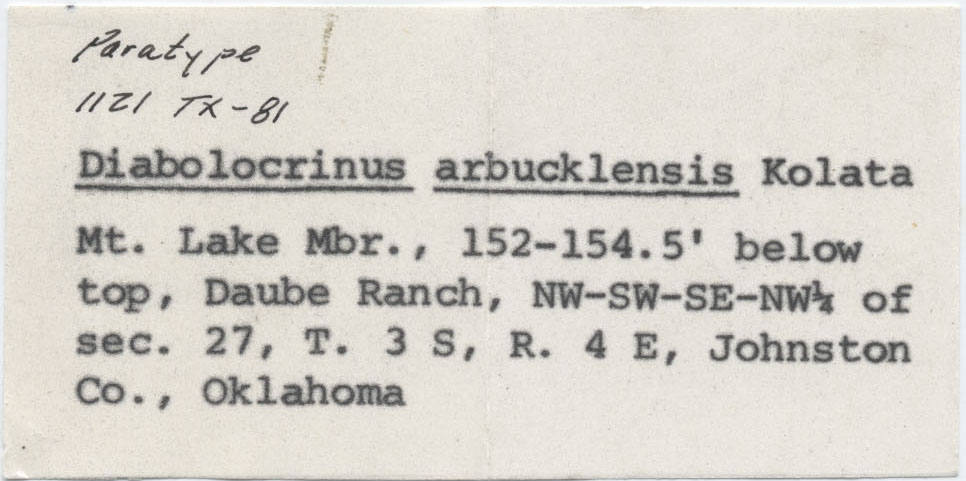 Paratype
1121 TX-81
Diabolocrinus arbucklensis Kolata
Mt. Lake Mbr., 152-154.5' below
top, Daube Ranch, NW-SW-SE-NW¼ of
sec. 27, T. 3 S, R. 4 E, Johnston
Co., Oklahoma